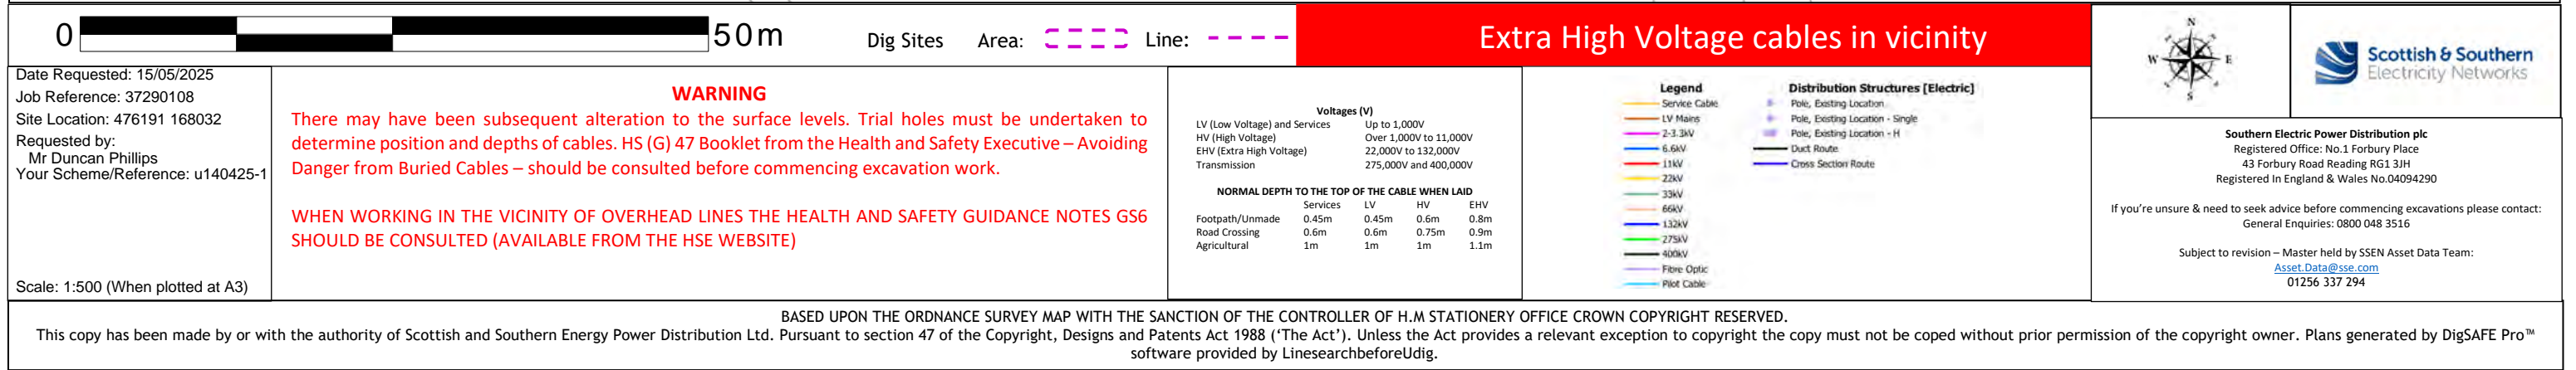 0
50m
Dig Sites Area: Line:
Extra High Voltage cables in vicinity
N
W E
S
Scottish & Southern
Electricity Networks
Date Requested: 15/05/2025
Job Reference: 37290108
Site Location: 476191 168032
Requested by:
Mr Duncan Phillips
Your Scheme/Reference: u140425-1
Scale: 1:500 (When plotted at A3)
WARNING
There may have been subsequent alteration to the surface levels. Trial holes must be undertaken to
determine position and depths of cables. HS (G) 47 Booklet from the Health and Safety Executive – Avoiding
Danger from Buried Cables – should be consulted before commencing excavation work.
WHEN WORKING IN THE VICINITY OF OVERHEAD LINES THE HEALTH AND SAFETY GUIDANCE NOTES GS6
SHOULD BE CONSULTED (AVAILABLE FROM THE HSE WEBSITE)
Voltages (V)
LV (Low Voltage) and Services Up to 1,000V
HV (High Voltage) Over 1,000V to 11,000V
EHV (Extra High Voltage) 22,000V to 132,000V
Transmission 275,000V and 400,000V
NORMAL DEPTH TO THE TOP OF THE CABLE WHEN LAID
Services LV HV EHV
Footpath/Unmade 0.45m 0.45m 0.6m 0.8m
Road Crossing 0.6m 0.6m 0.75m 0.9m
Agricultural 1m 1m 1m 1.1m
Legend
Service Cable
LV Mains
2-3.3kV
6.6kV
11kV
22kV
33kV
66kV
132kV
275kV
400kV
Fibre Optic
Pilot Cable
Distribution Structures [Electric]
Pole, Existing Location
Pole, Existing Location - Single
Pole, Existing Location - H
Duct Route
Cross Section Route
Southern Electric Power Distribution plc
Registered Office: No.1 Forbury Place
43 Forbury Road Reading RG1 3JH
Registered In England & Wales No.04094290
If you're unsure & need to seek advice before commencing excavations please contact:
General Enquiries: 0800 048 3516
Subject to revision – Master held by SSEN Asset Data Team:
Asset.Data@sse.com
01256 337 294
BASED UPON THE ORDNANCE SURVEY MAP WITH THE SANCTION OF THE CONTROLLER OF H.M STATIONERY OFFICE CROWN COPYRIGHT RESERVED.
This copy has been made by or with the authority of Scottish and Southern Energy Power Distribution Ltd. Pursuant to section 47 of the Copyright, Designs and Patents Act 1988 ('The Act'). Unless the Act provides a relevant exception to copyright the copy must not be coped without prior permission of the copyright owner. Plans generated by DigSAFE Pro™
software provided by LinesearchbeforeUdig.